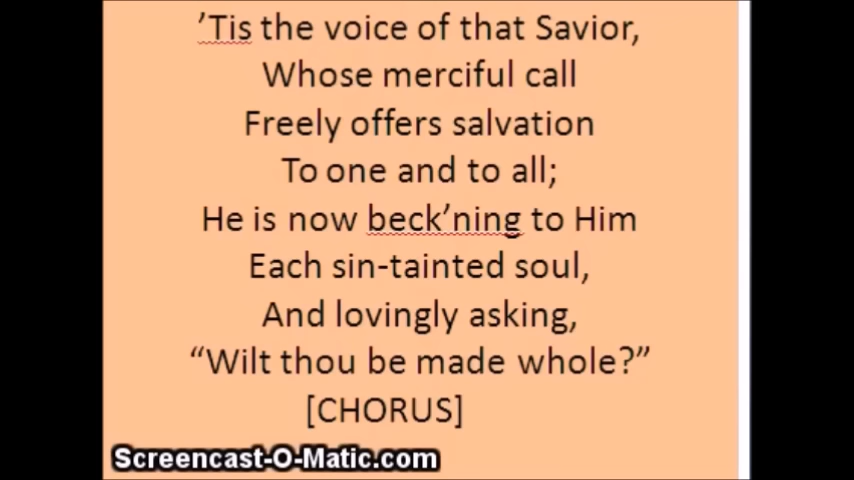 ’Tis the voice of that Savior,
Whose merciful call
Freely offers salvation
To one and to all;
He is now beck’ning to Him
Each sin-tainted soul,
And lovingly asking,
“Wilt thou be made whole?”
[CHORUS]
Screencast-O-Matic.com